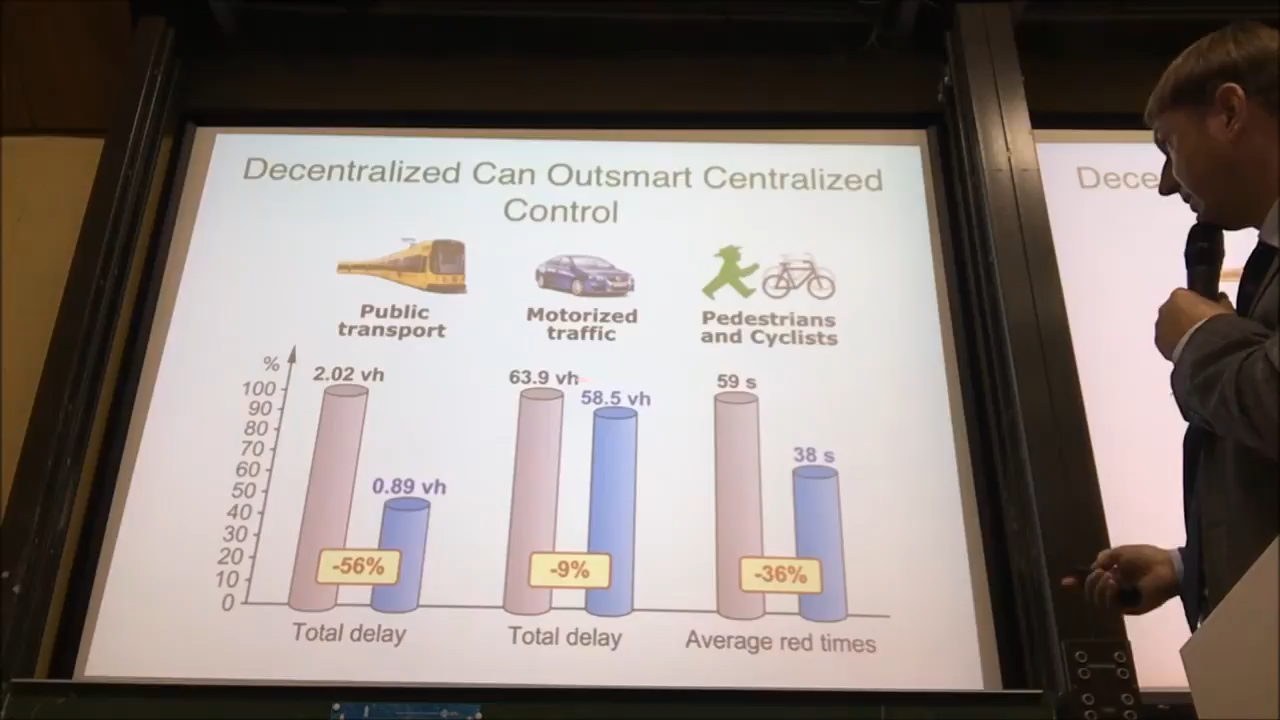 Decentralized Can Outsmart Centralized
Control
Public
transport
Motorized
traffic
Pedestrians
and Cyclists
%
100
90
80
70
60
50
40
30
20
10
0
2.02 vh
0.89 vh
-56%
63.9 vh
58.5 vh
-9%
59 s
38 s
-36%
Total delay
Total delay
Average red times
Dece